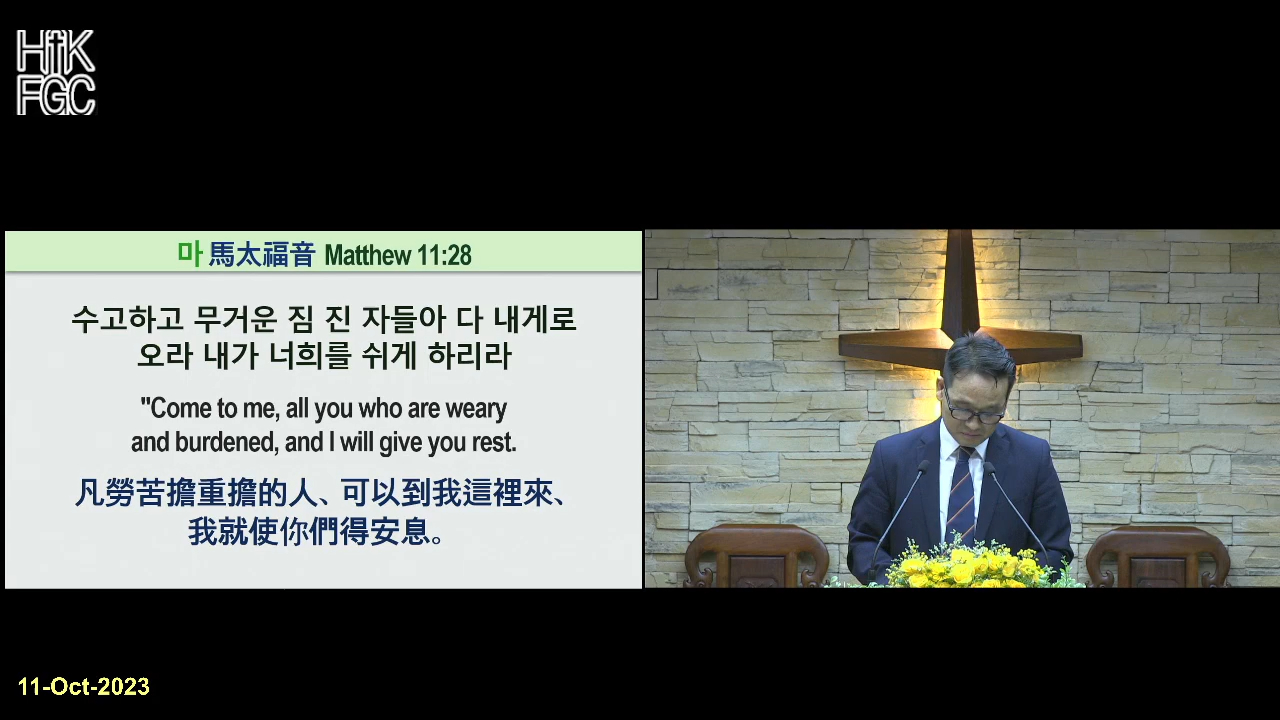 HfK
FGC
마 馬太福音 Matthew 11:28
수고하고 무거운 짐 진 자들아 다 내게로
오라 내가 너희를 쉬게 하리라
"Come to me, all you who are weary
and burdened, and I will give you rest.
凡勞苦擔重擔的人、可以到我這裡來、
我就使你們得安息。
11-Oct-2023